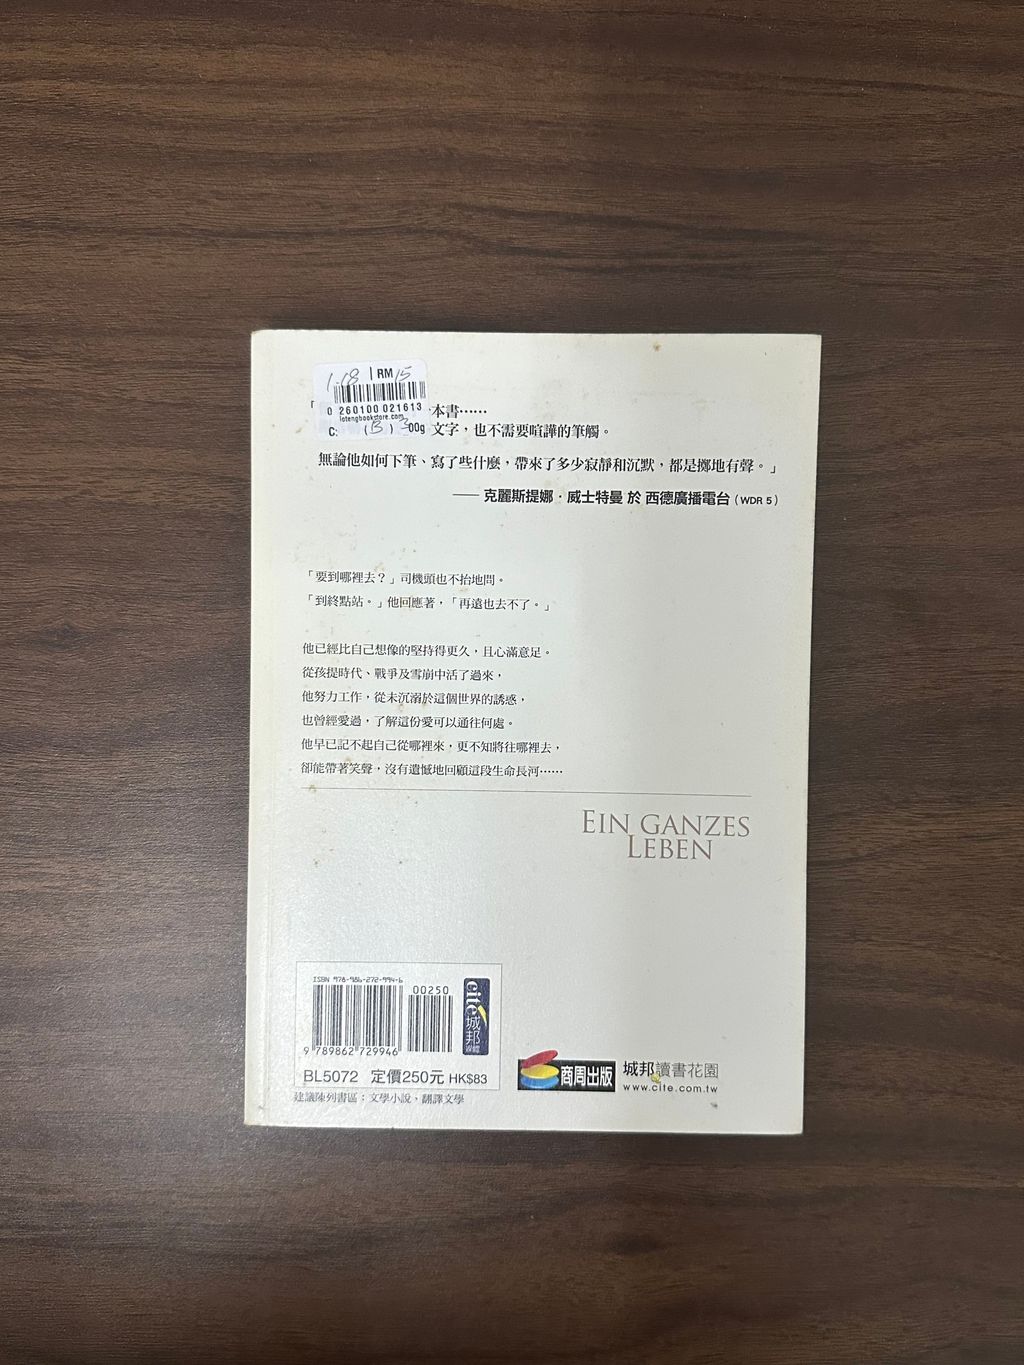 1.18 | RM 15
0 260100 021613
lotengbookstore.com
C: (B) 300g
「
本書⋯⋯
文字，也不需要喧譁的筆觸。
無論他如何下筆、寫了些什麼，帶來了多少寂靜和沉默，都是擲地有聲。」
── 克麗斯提娜．威士特曼 於 西德廣播電台（WDR 5）
「要到哪裡去？」司機頭也不抬地問。
「到終點站。」他回應著，「再遠也去不了。」
他已經比自己想像的堅持得更久，且心滿意足。
從孩提時代、戰爭及雪崩中活了過來，
他努力工作，從未沉溺於這個世界的誘惑，
也曾經愛過，了解這份愛可以通往何處。
他早已記不起自己從哪裡來，更不知將往哪裡去，
卻能帶著笑聲，沒有遺憾地回顧這段生命長河⋯⋯
EIN GANZES
LEBEN
ISBN 978-986-272-994-6
00250
9 789862 729946
cité城邦 媒體
BL5072 定價250元 HK$83
建議陳列書區：文學小說，翻譯文學
商周出版
城邦讀書花園
www.cite.com.tw